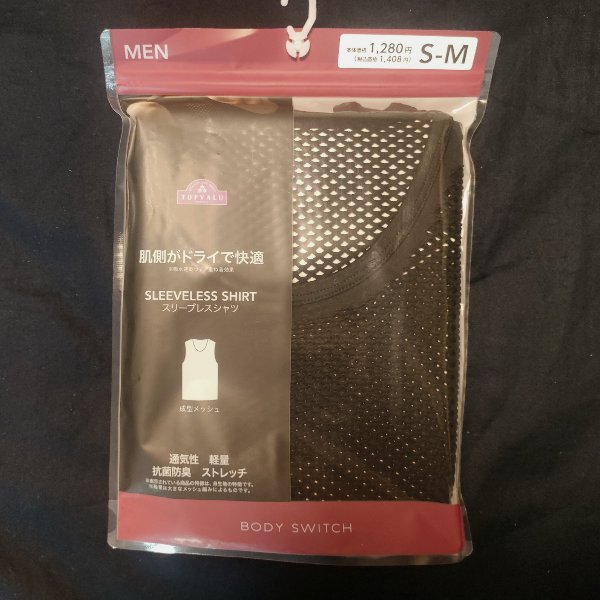 MEN
本体価格 1,280円
(税込価格 1,408円)
S-M
TOPVALU
肌側がドライで快適
SLEEVELESS SHIRT
スリーブレスシャツ
成型メッシュ
通気性 軽量
抗菌防臭 ストレッチ
BODY SWITCH